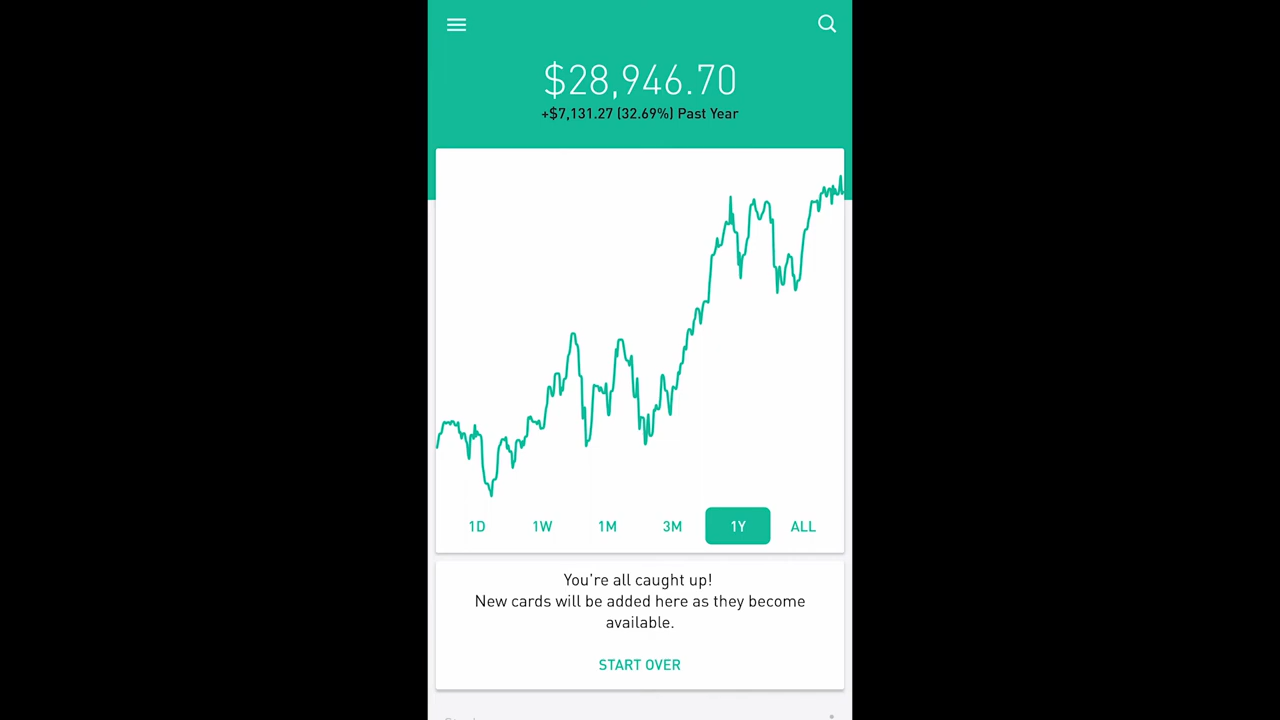 $28,946.70
+$7,131.27 (32.69%) Past Year
1D 1W 1M 3M 1Y ALL
You're all caught up!
New cards will be added here as they become
available.
START OVER